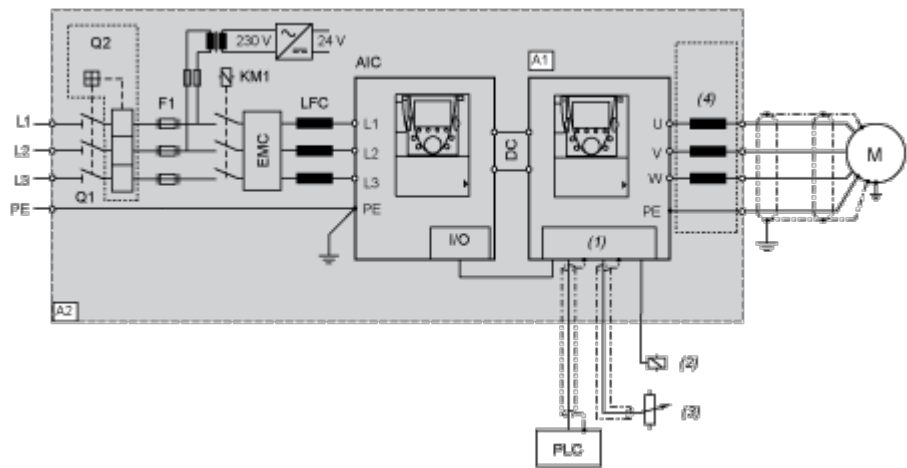 Q2
230 V
24 V
KM1
AIC
A1
F1
LFC
(4)
L1
L1
U
L2
EMC
L2
DC
V
M
L3
L3
W
Q1
PE
PE
PE
I/O
(1)
A2
(2)
(3)
PLC